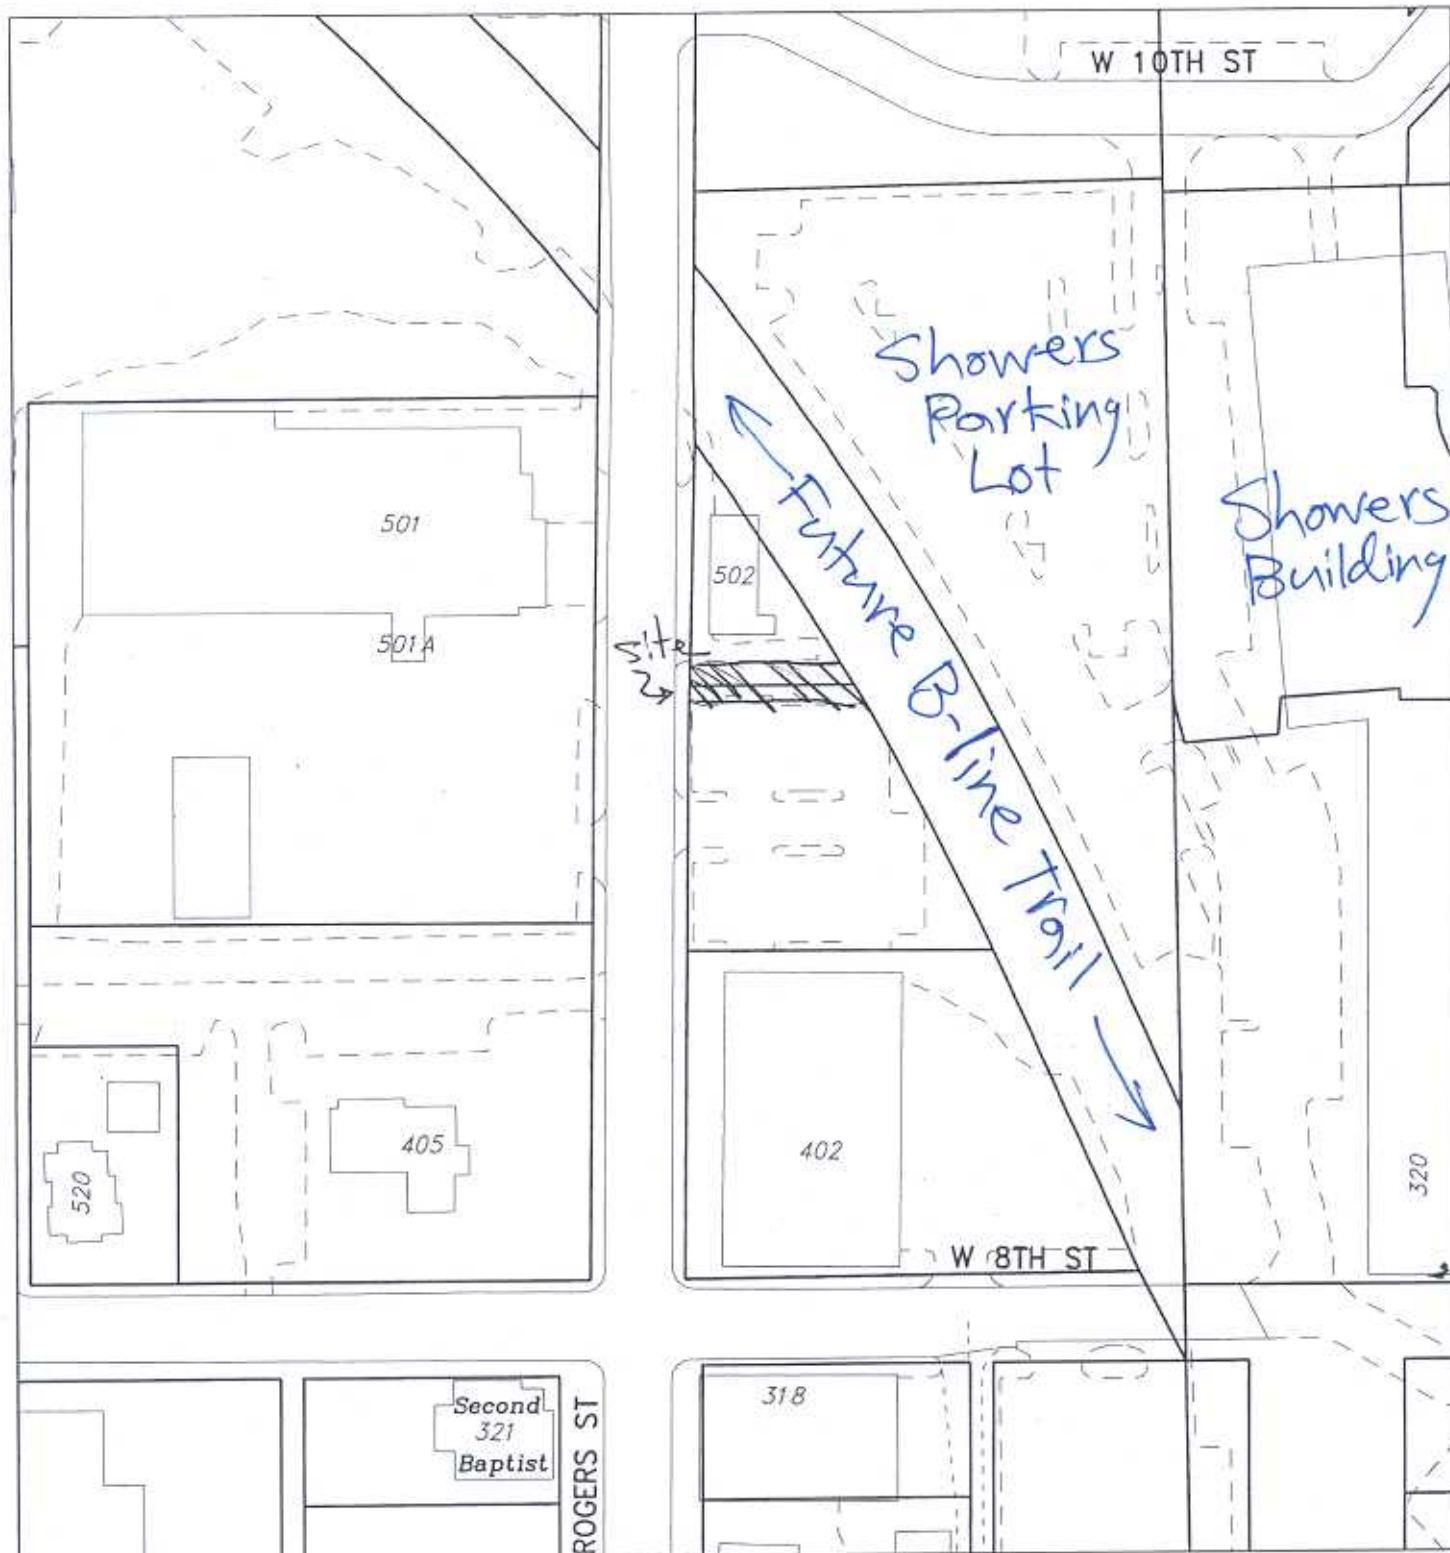 W 10TH ST
Showers
Parking
Lot
Showers
Building
501
501A
502
site
Future B-line Trail
405
520
402
320
W 8TH ST
Second
321
Baptist
318
ROGERS ST